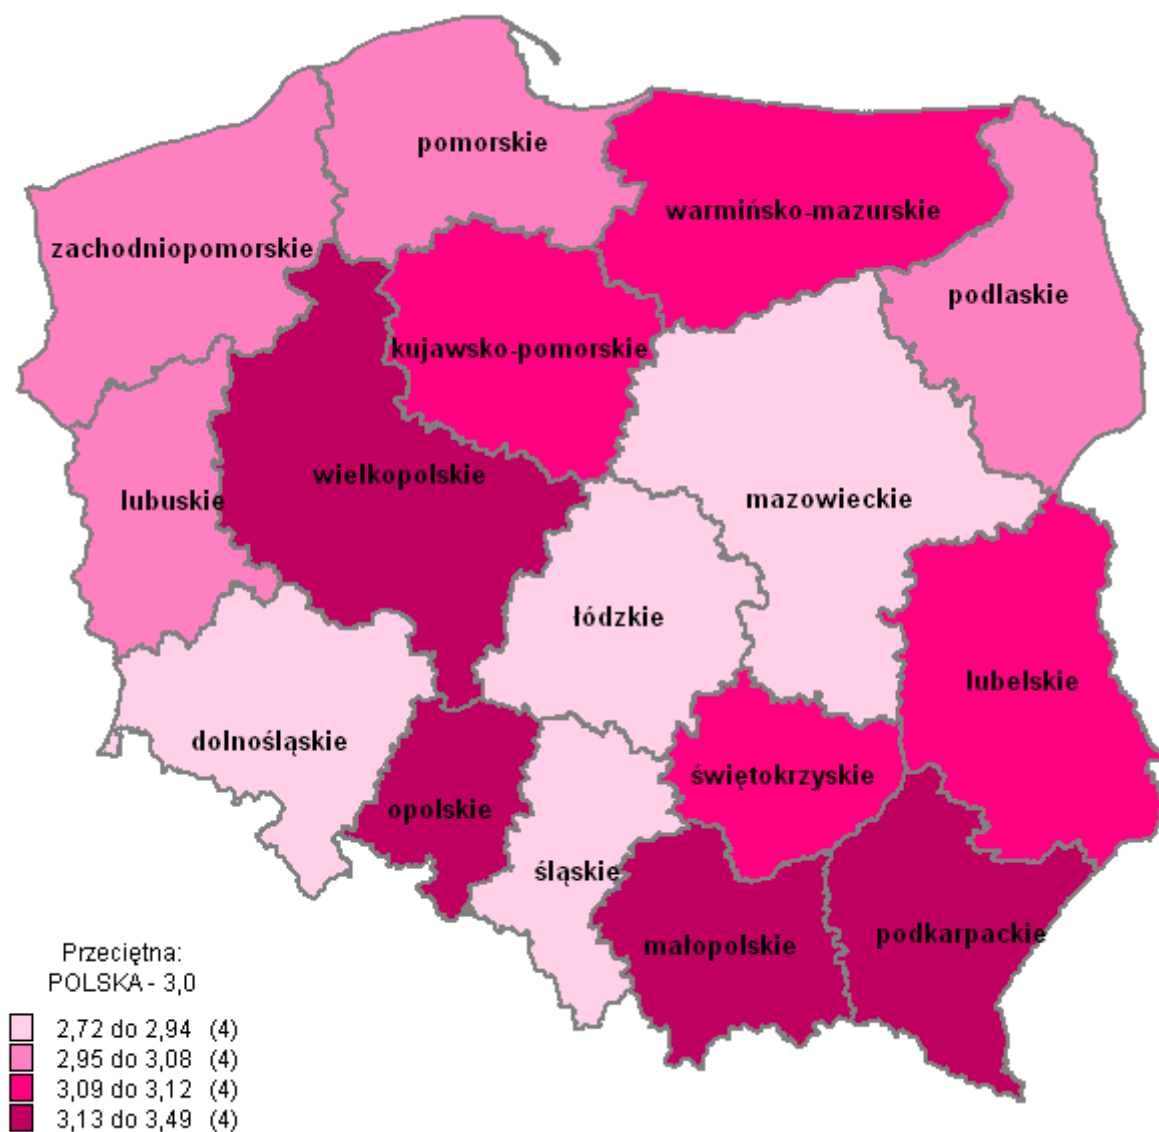 pomorskie
warmińsko-mazurskie
zachodniopomorskie
podlaskie
kujawsko-pomorskie
wielkopolskie
lubuskie
mazowieckie
łódzkie
lubelskie
dolnośląskie
świętokrzyskie
opolskie
śląskie
małopolskie
podkarpackie
Przeciętna:
POLSKA - 3,0
2,72 do 2,94 (4)
2,95 do 3,08 (4)
3,09 do 3,12 (4)
3,13 do 3,49 (4)